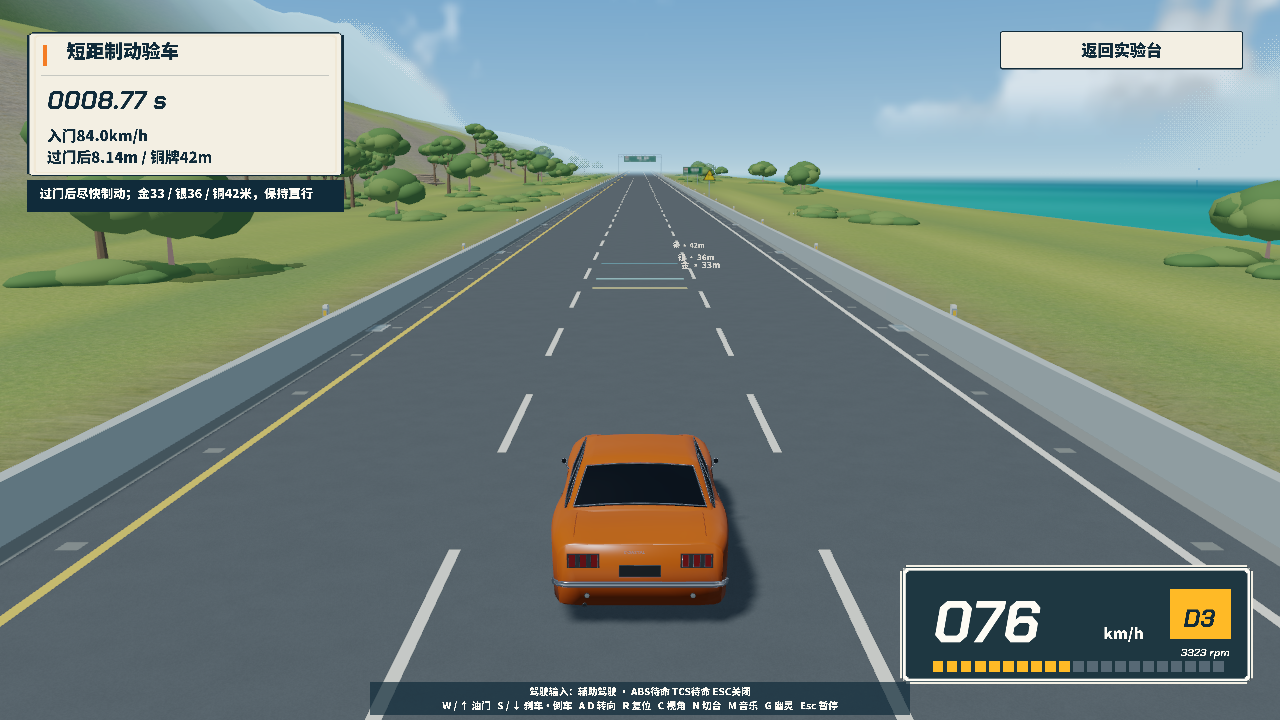 短距制动验车
0008.77 s
入门84.0km/h
过门后8.14m / 铜牌42m
过门后尽快制动；金33 / 银36 / 铜42米，保持直行
返回实验台
铜 · 42m
银 · 36m
金 · 33m
076 km/h D3
3323 rpm
驾驶输入：辅助驾驶 · ABS待命 TCS待命 ESC关闭
W / ↑ 油门 S / ↓ 刹车·倒车 A D 转向 R 复位 C 视角 N 切台 M 音乐 G 幽灵 Esc 暂停